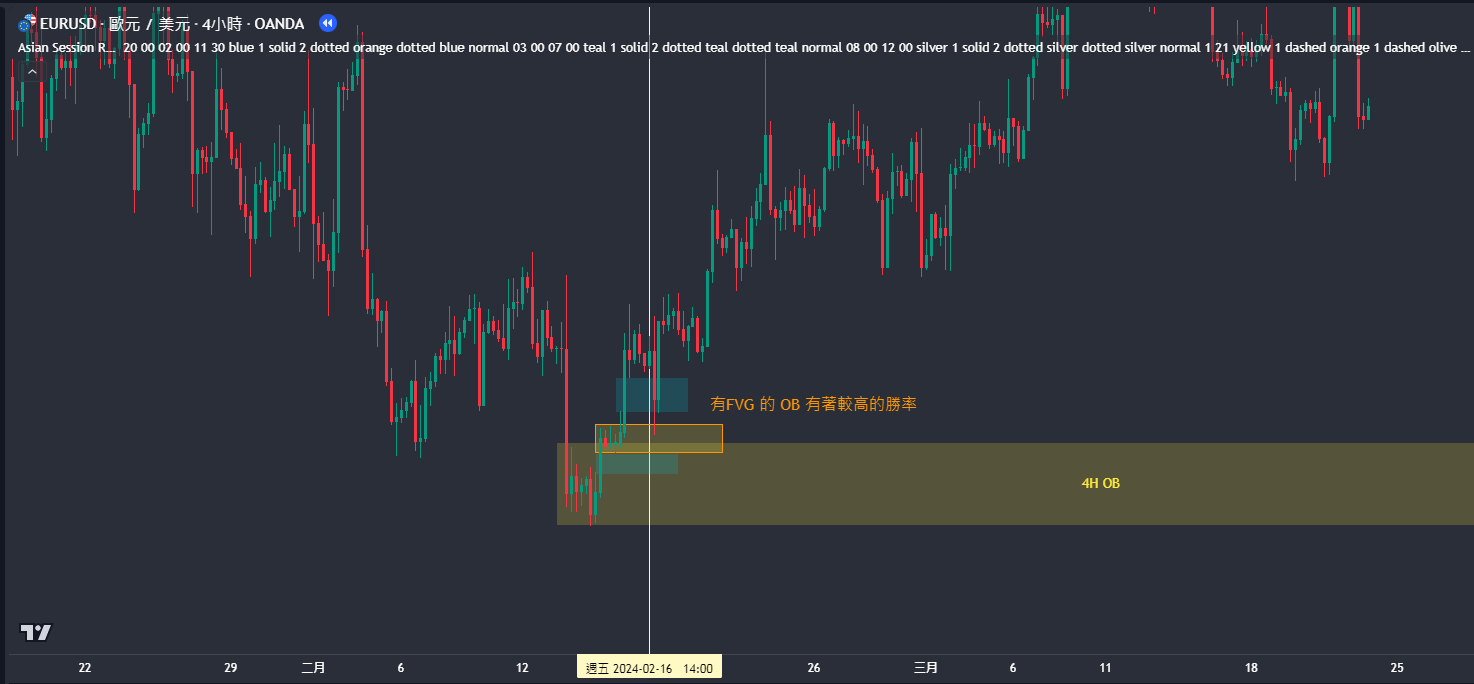 EURUSD · 歐元 / 美元 · 4小時 · OANDA
Asian Session R... 20 00 02 00 11 30 blue 1 solid 2 dotted orange dotted blue normal 03 00 07 00 teal 1 solid 2 dotted teal dotted teal normal 08 00 12 00 silver 1 solid 2 dotted silver dotted silver normal 1 21 yellow 1 dashed orange 1 dashed olive ...
有FVG 的 OB 有著較高的勝率
4H OB
22 29 二月 6 12 週五 2024-02-16 14:00 26 三月 6 11 18 25